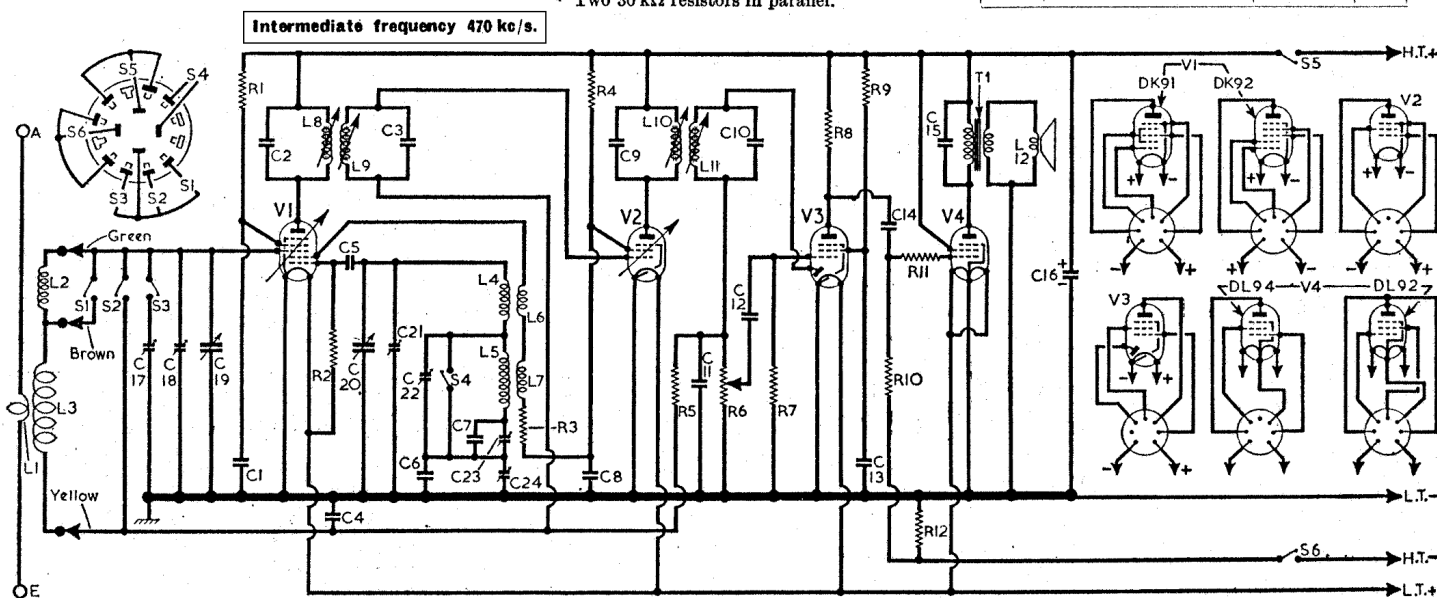 * Two 30 kΩ resistors in parallel.
Intermediate frequency 470 kc/s.
S5
S4
S6
S3
S2
S1
A
E
Green
Brown
Yellow
L2
L3
L1
S1
S2
S3
C17
C18
C19
R1
C1
C2
L8
L9
C3
V1
C5
R2
C20
C21
C22
S4
L4
L5
L6
L7
R3
C7
C6
C23
C24
C4
R4
C8
C9
L10
L11
C10
V2
R5
C11
R6
C12
R7
R8
V3
R9
C13
C14
R11
R10
R12
V4
C15
T1
L12
C16
+
-
S5
H.T.+
L.T.-
S6
H.T.-
L.T.+
V1
DK91
DK92
V2
+ -
+ -
+ -
- +
+ -
- +
V3
DL94
V4
DL92
- +
- +